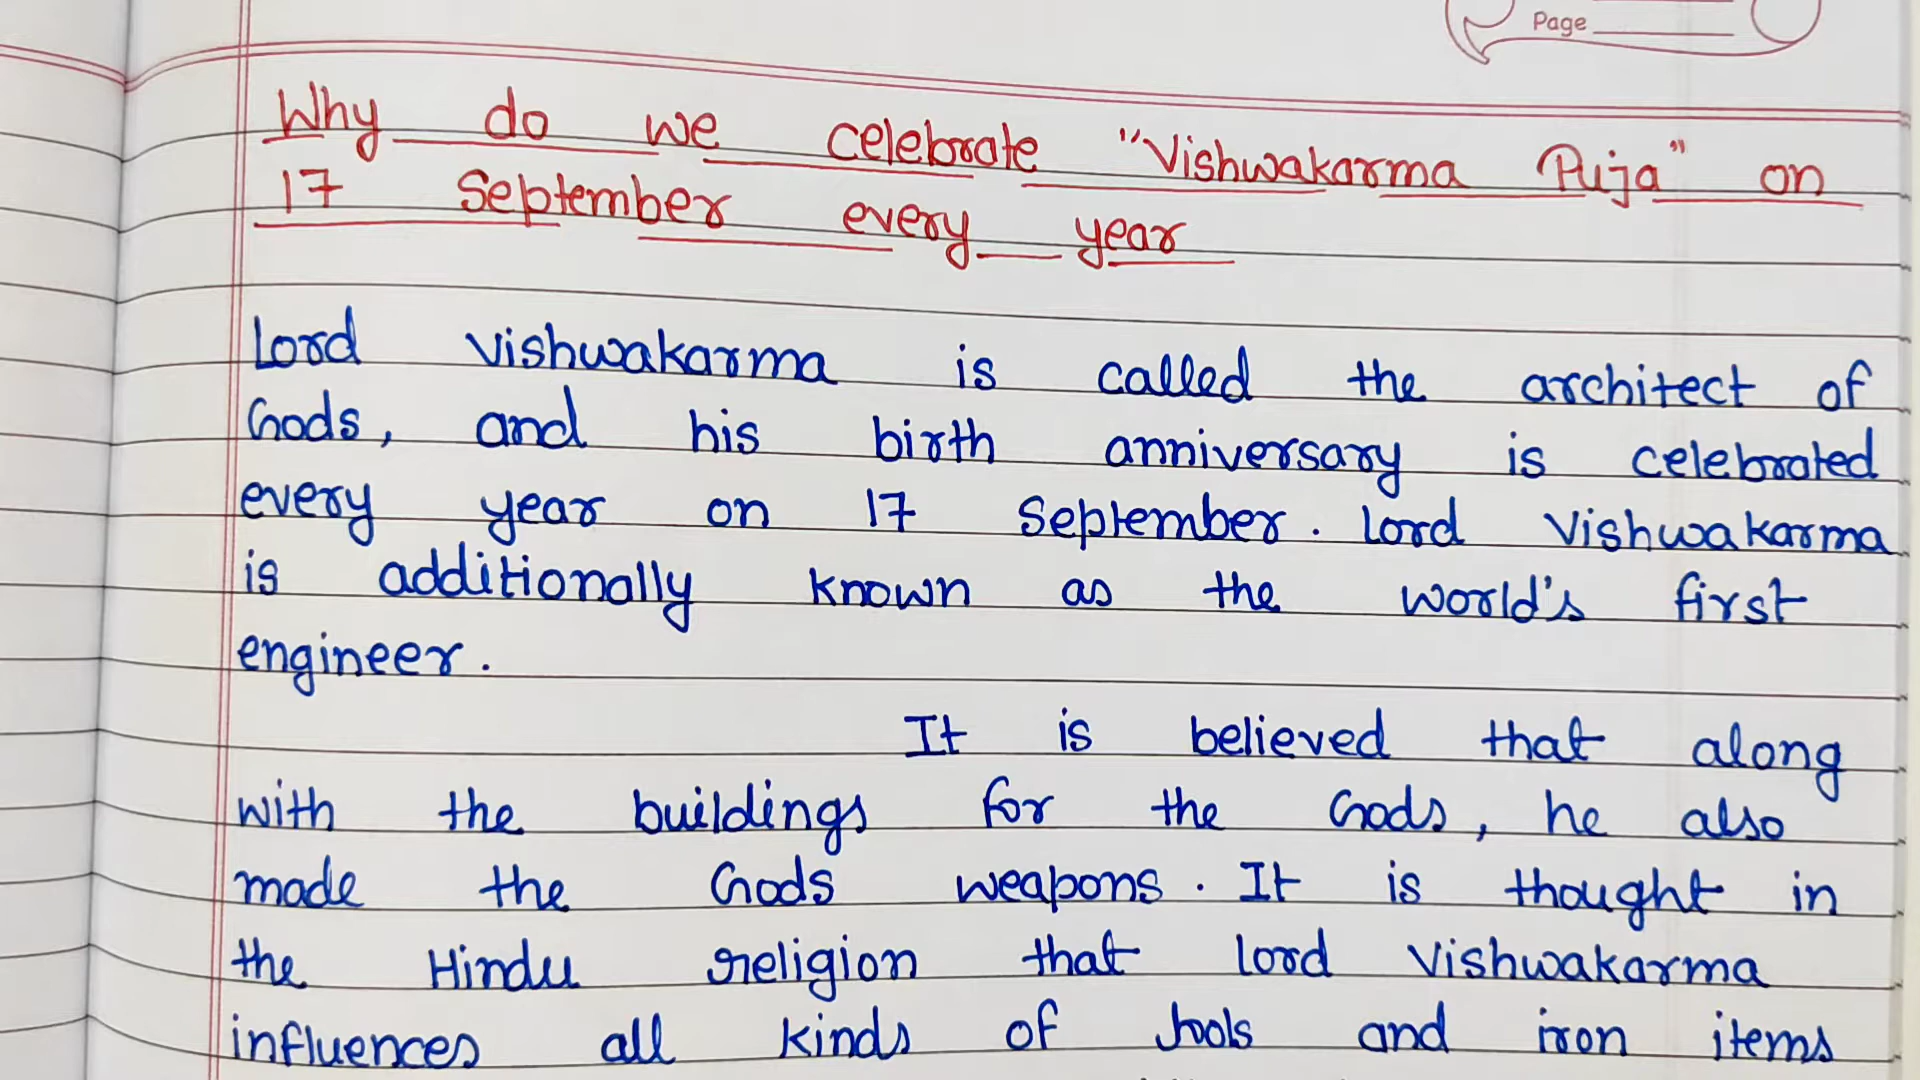 Page
Why do we celebrate "Vishwakarma Puja" on
17 September every year
Lord Vishwakarma is called the architect of
Gods, and his birth anniversary is celebrated
every year on 17 September. Lord Vishwakarma
is additionally known as the world's first
engineer.
It is believed that along
with the buildings for the Gods, he also
made the Gods weapons. It is thought in
the Hindu religion that lord Vishwakarma
influences all kinds of tools and iron items